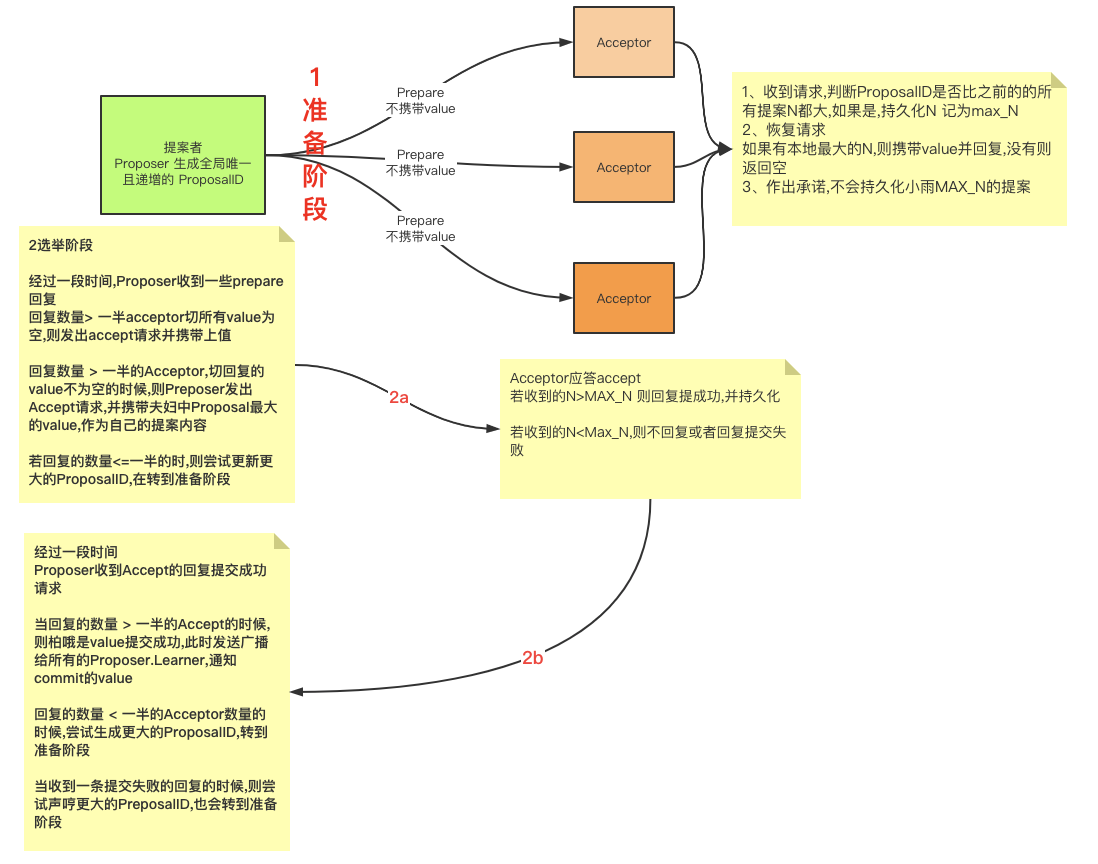 1
准
备
阶
段
提案者
Proposer 生成全局唯一
且递增的 ProposalID
Prepare
不携带value
Prepare
不携带value
Prepare
不携带value
Acceptor
Acceptor
Acceptor
1、收到请求,判断ProposalID是否比之前的的所
有提案N都大,如果是,持久化N 记为max_N
2、恢复请求
如果有本地最大的N,则携带value并回复,没有则
返回空
3、作出承诺,不会持久化小雨MAX_N的提案
2选举阶段
经过一段时间,Proposer收到一些prepare
回复
回复数量> 一半acceptor切所有value为
空,则发出accept请求并携带上值
回复数量 > 一半的Acceptor,切回复的
value不为空的时候,则Preposer发出
Accept请求,并携带夫妇中Proposal最大
的value,作为自己的提案内容
若回复的数量<=一半的时,则尝试更新更
大的ProposalID,在转到准备阶段
2a
Acceptor应答accept
若收到的N>MAX_N 则回复提成功,并持久化
若收到的N<Max_N,则不回复或者回复提交失
败
2b
经过一段时间
Proposer收到Accept的回复提交成功
请求
当回复的数量 > 一半的Accept的时候,
则柏哦是value提交成功,此时发送广播
给所有的Proposer.Learner,通知
commit的value
回复的数量 < 一半的Acceptor数量的
时候,尝试生成更大的ProposalID,转到
准备阶段
当收到一条提交失败的回复的时候,则尝
试声哼更大的PreposalID,也会转到准备
阶段